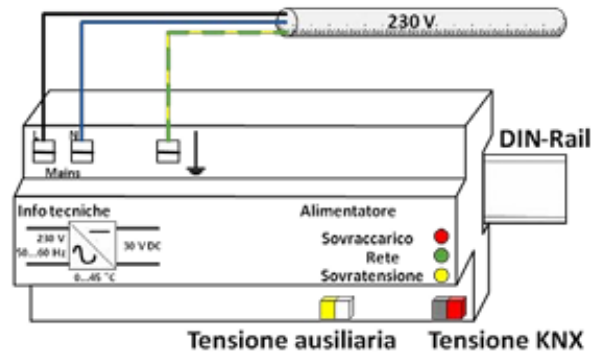 230 V
DIN-Rail
L
N
Mains
Info tecniche
Alimentatore
230 V
50...60 Hz
30 V DC
0...45 °C
Sovraccarico
Rete
Sovratensione
Tensione ausiliaria
Tensione KNX